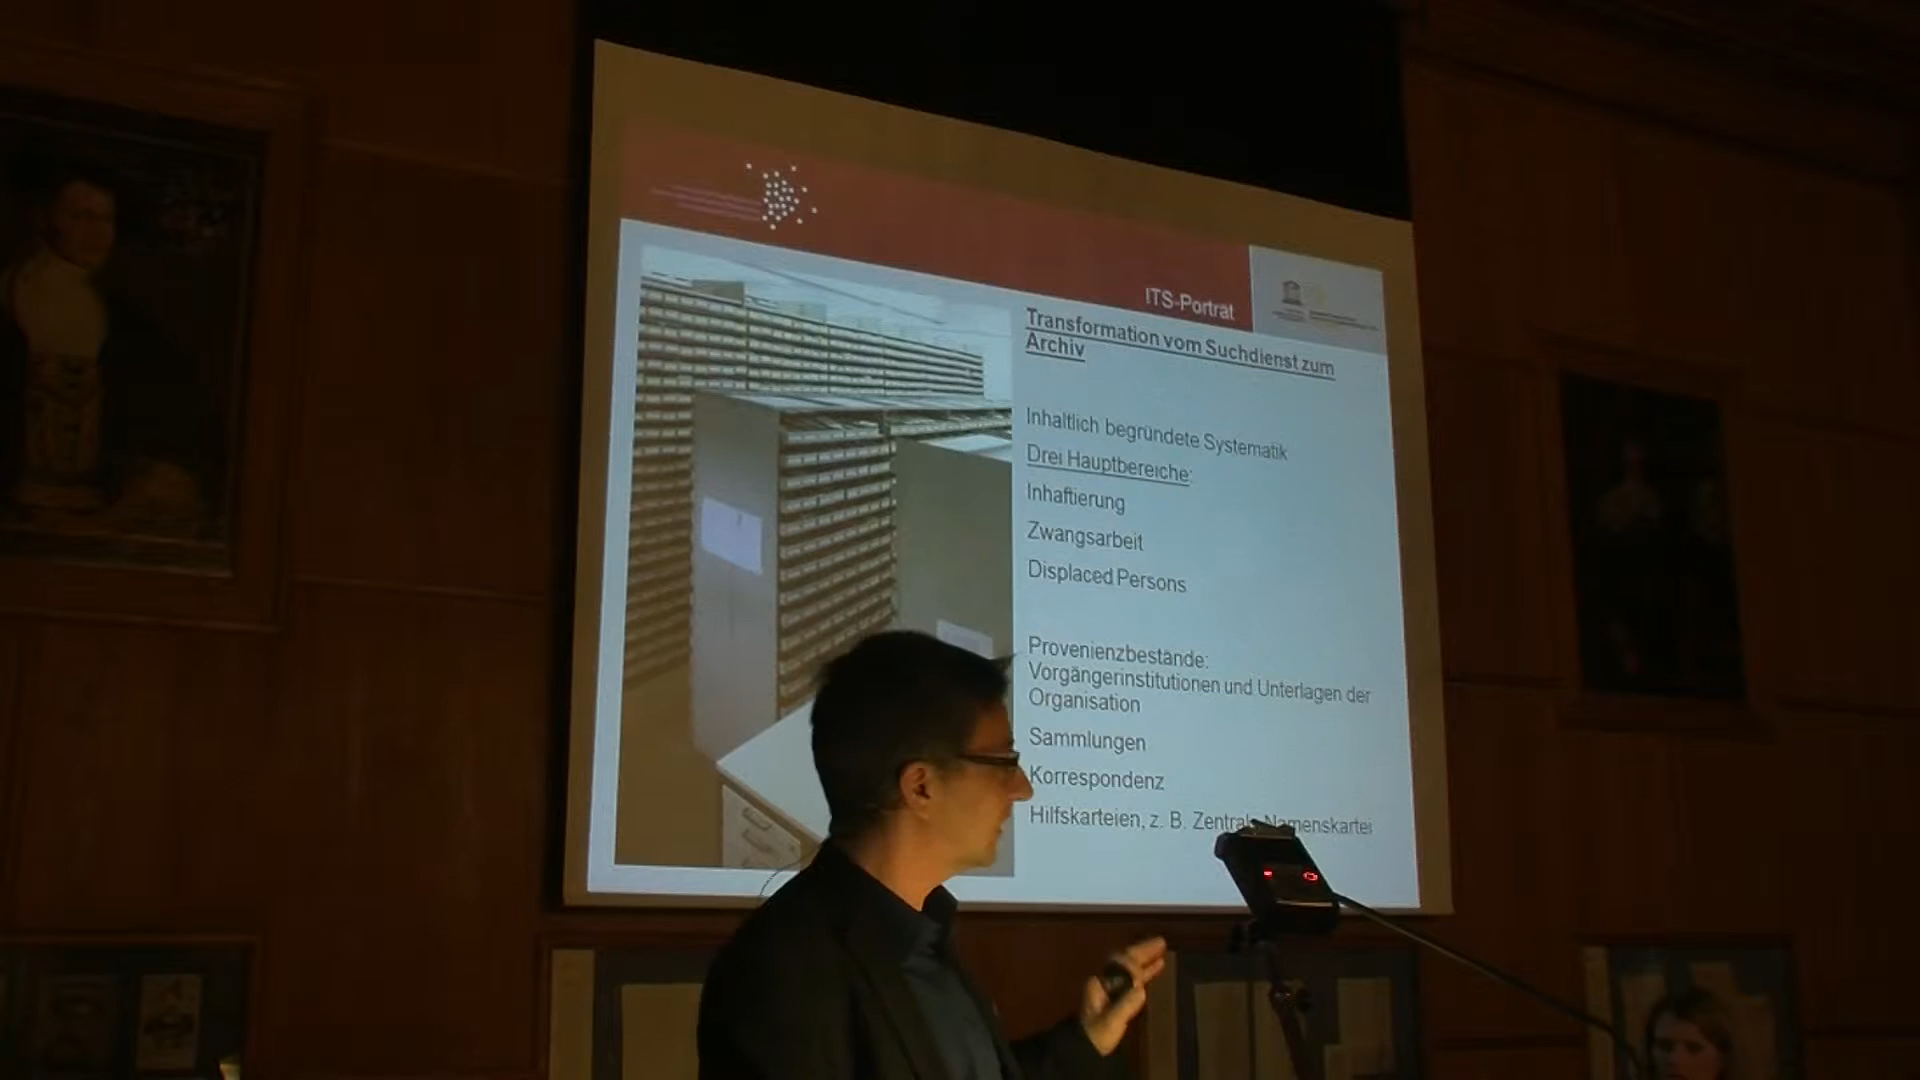 ITS-Porträt
Transformation vom Suchdienst zum
Archiv
Inhaltlich begründete Systematik
Drei Hauptbereiche:
Inhaftierung
Zwangsarbeit
Displaced Persons
Provenienzbestände:
Vorgängerinstitutionen und Unterlagen der
Organisation
Sammlungen
Korrespondenz
Hilfskarteien, z. B. Zentrale Namenskartei